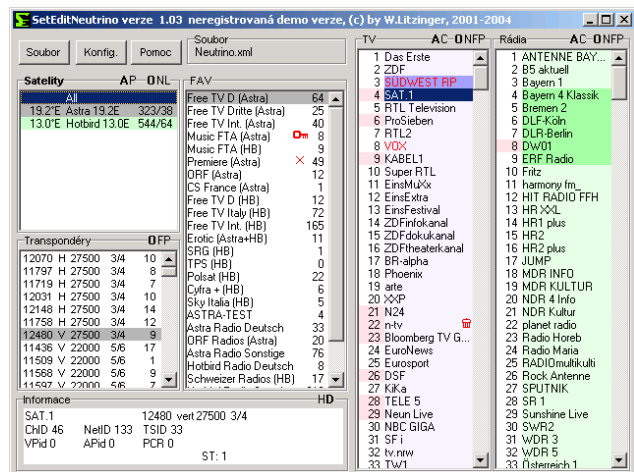 SetEditNeutrino verze 1.03 neregistrovaná demo verze, (c) by W.Litzinger, 2001-2004
Soubor Konfig. Pomoc
Soubor
Neutrino.xml
Satelity AP ONL
All
19.2°E Astra 19.2E 323/38
13.0°E Hotbird 13.0E 544/64
Transpondéry OFP
12070 H 27500 3/4 10
11797 H 27500 3/4 8
11719 H 27500 3/4 7
12031 H 27500 3/4 10
12148 H 27500 3/4 14
11758 H 27500 3/4 12
12480 V 27500 3/4 9
11436 V 22000 5/6 17
11509 V 22000 5/6 1
11568 V 22000 5/6 9
11597 V 22000 5/6 7
FAV
Free TV D (Astra) 64
Free TV Dritte (Astra) 25
Free TV Int. (Astra) 40
Music FTA (Astra) 8
Music FTA (HB) 9
Premiere (Astra) 49
ORF (Astra) 12
CS France (Astra) 1
Free TV D (HB) 12
Free TV Italy (HB) 72
Free TV Int. (HB) 165
Erotic (Astra+HB) 11
SRG (HB) 1
TPS (HB) 0
Polsat (HB) 22
Cyfra + (HB) 6
Sky Italia (HB) 5
ASTRA-TEST 4
Astra Radio Deutsch 33
ORF Radios (Astra) 20
Astra Radio Sonstige 76
Hotbird Radio Deutsch 8
Schweizer Radios (HB) 17
Informace HD
SAT.1 12480 vert 27500 3/4
ChID 46 NetID 133 TSID 33
VPid 0 APid 0 PCR 0
ST: 1
TV AC ONFP
1 Das Erste
2 ZDF
3 SÜDWEST RP
4 SAT.1
5 RTL Television
6 ProSieben
7 RTL2
8 VOX
9 KABEL1
10 Super RTL
11 EinsMuXx
12 EinsExtra
13 EinsFestival
14 ZDFinfokanal
15 ZDFdokukanal
16 ZDFtheaterkanal
17 BR-alpha
18 Phoenix
19 arte
20 XXP
21 N24
22 n-tv
23 Bloomberg TV G...
24 EuroNews
25 Eurosport
26 DSF
27 KiKa
28 TELE 5
29 Neun Live
30 NBC GIGA
31 SF i
32 tv.nrw
33 TW1
Rádia AC ONFP
1 ANTENNE BAY...
2 B5 aktuell
3 Bayern 1
4 Bayern 4 Klassik
5 Bremen 2
6 DLF-Köln
7 DLR-Berlin
8 DW01
9 ERF Radio
10 Fritz
11 harmony fm_
12 HIT RADIO FFH
13 HR XXL
14 HR1 plus
15 HR2
16 HR2 plus
17 JUMP
18 MDR INFO
19 MDR KULTUR
20 NDR 4 Info
21 NDR Kultur
22 planet radio
23 Radio Horeb
24 Radio Maria
25 RADIOmultikulti
26 Rock Antenne
27 SPUTNIK
28 SR 1
29 Sunshine Live
30 SWR2
31 WDR 3
32 WDR 5
33 Österreich 1